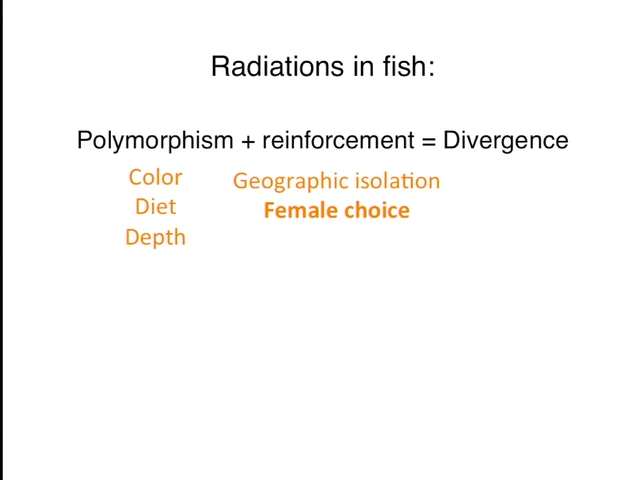 Radiations in fish:
Polymorphism + reinforcement = Divergence
Color
Diet
Depth
Geographic isolation
Female choice